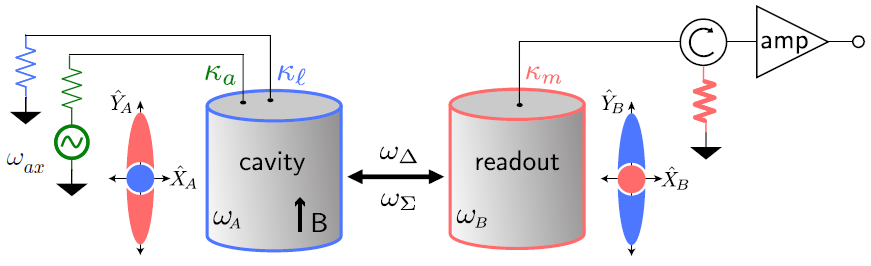 κ_a
κ_ℓ
κ_m
amp
Ŷ_A
Ŷ_B
ω_ax
cavity
ω_Δ
readout
X̂_A
X̂_B
ω_Σ
ω_A
B
ω_B